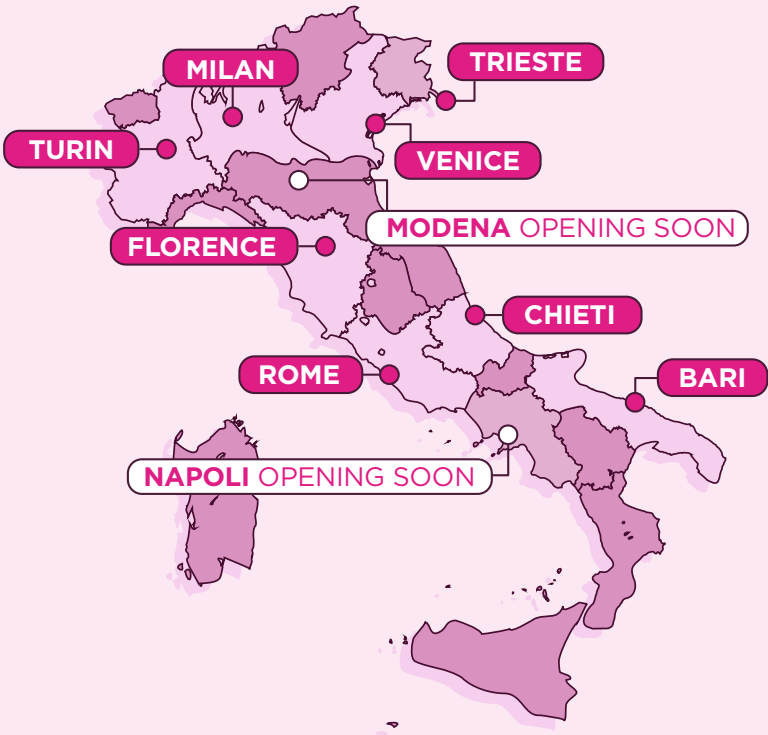 MILAN
TRIESTE
TURIN
VENICE
MODENA OPENING SOON
FLORENCE
CHIETI
ROME
BARI
NAPOLI OPENING SOON